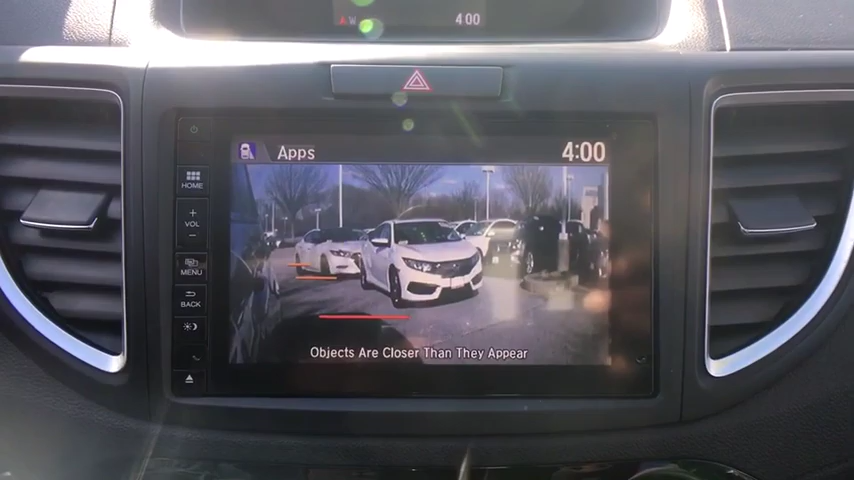 A W 4:00
Apps 4:00
HOME
+
VOL
−
MENU
BACK
Objects Are Closer Than They Appear